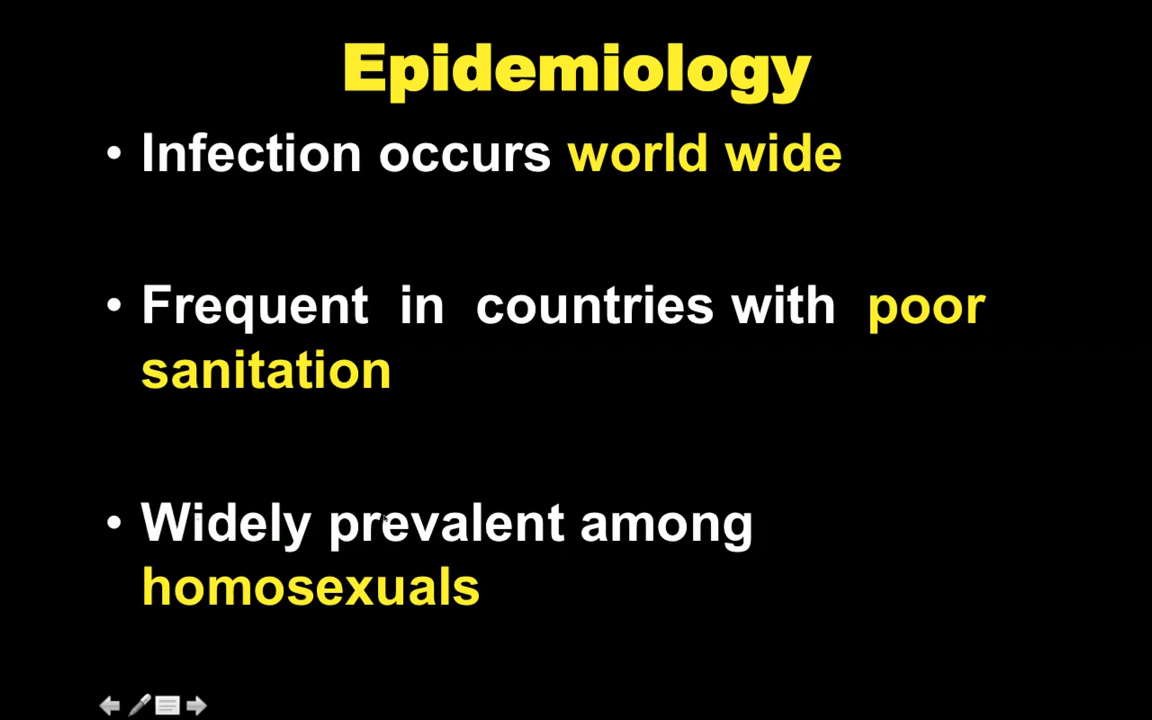 Epidemiology
• Infection occurs world wide
• Frequent in countries with poor
sanitation
• Widely prevalent among
homosexuals